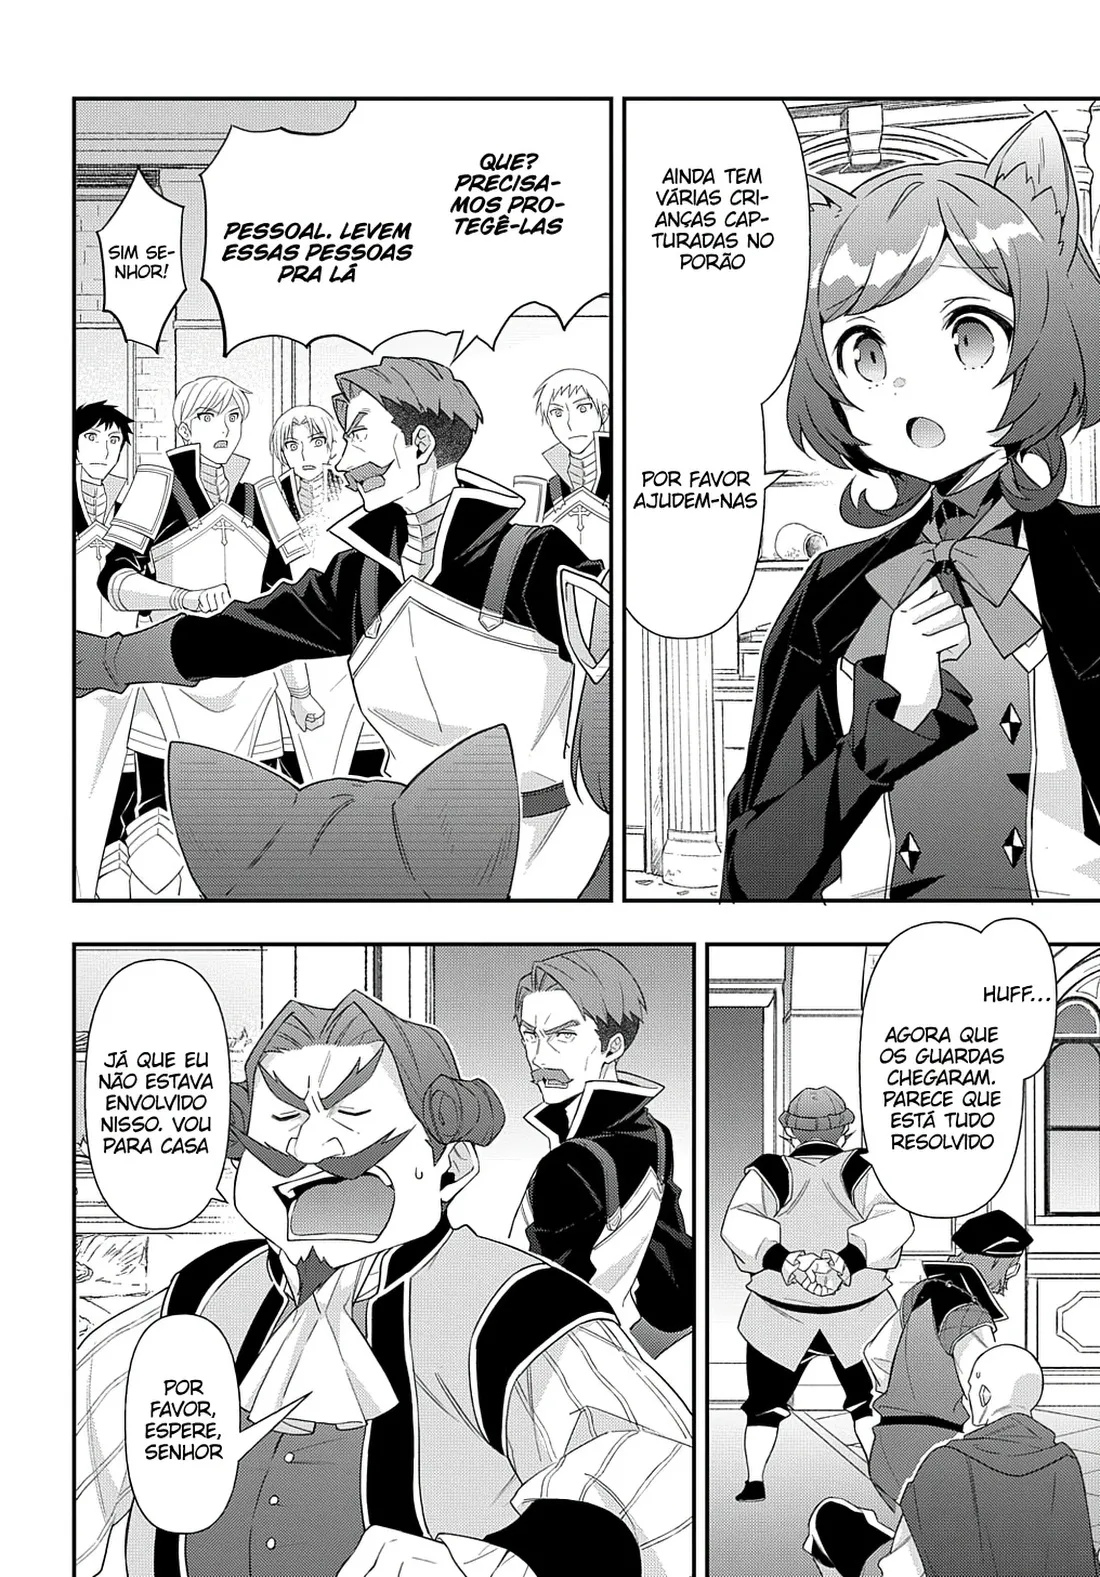 AINDA TEM
VÁRIAS CRI-
ANÇAS CAP-
TURADAS NO
PORÃO
POR FAVOR
AJUDEM-NAS
QUE?
PRECISA-
MOS PRO-
TEGÊ-LAS
PESSOAL. LEVEM
ESSAS PESSOAS
PRA LÁ
SIM SE-
NHOR!
HUFF...
AGORA QUE
OS GUARDAS
CHEGARAM.
PARECE QUE
ESTÁ TUDO
RESOLVIDO
JÁ QUE EU
NÃO ESTAVA
ENVOLVIDO
NISSO. VOU
PARA CASA
POR
FAVOR,
ESPERE,
SENHOR